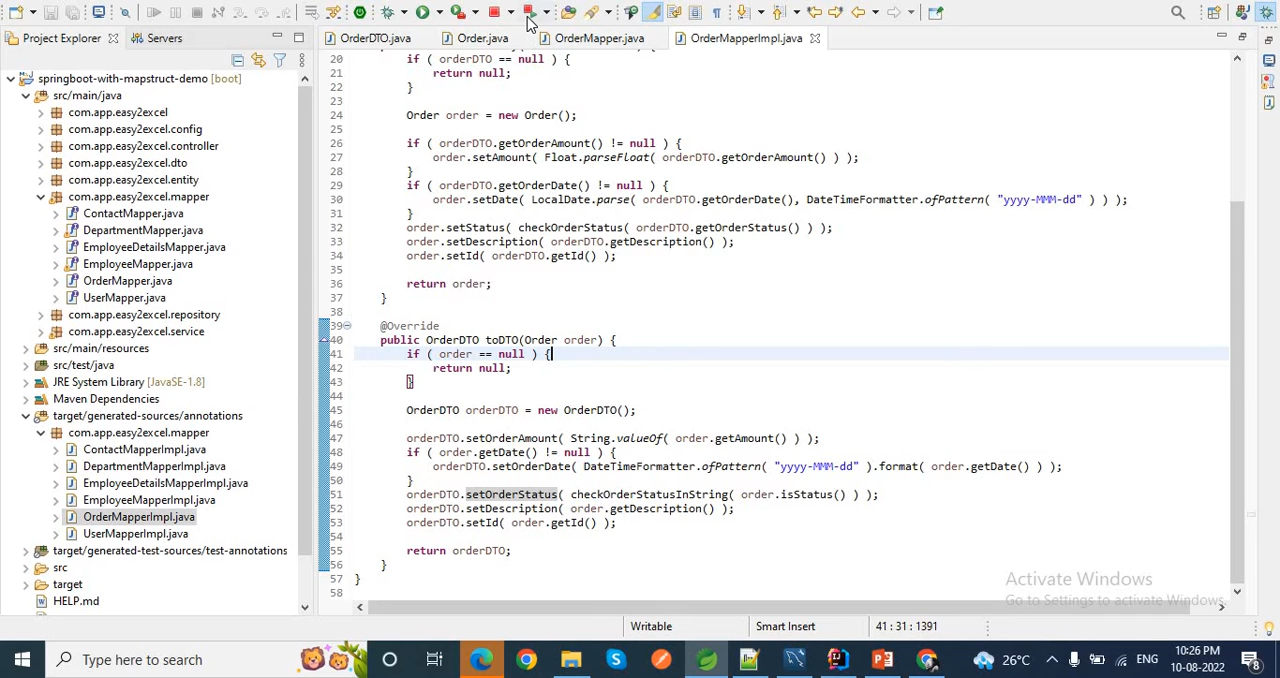 OrderDTO.java
Order.java
OrderMapper.java
OrderMapperImpl.java
Project Explorer
Servers
springboot-with-mapstruct-demo [boot]
src/main/java
com.app.easy2excel
com.app.easy2excel.config
com.app.easy2excel.controller
com.app.easy2excel.dto
com.app.easy2excel.entity
com.app.easy2excel.mapper
ContactMapper.java
DepartmentMapper.java
EmployeeDetailsMapper.java
EmployeeMapper.java
OrderMapper.java
UserMapper.java
com.app.easy2excel.repository
com.app.easy2excel.service
src/main/resources
src/test/java
JRE System Library [JavaSE-1.8]
Maven Dependencies
target/generated-sources/annotations
com.app.easy2excel.mapper
ContactMapperImpl.java
DepartmentMapperImpl.java
EmployeeDetailsMapperImpl.java
EmployeeMapperImpl.java
OrderMapperImpl.java
UserMapperImpl.java
target/generated-test-sources/test-annotations
src
target
HELP.md
20 if ( orderDTO == null ) {
21 return null;
22 }
23
24 Order order = new Order();
25
26 if ( orderDTO.getOrderAmount() != null ) {
27 order.setAmount( Float.parseFloat( orderDTO.getOrderAmount() ) );
28 }
29 if ( orderDTO.getOrderDate() != null ) {
30 order.setDate( LocalDate.parse( orderDTO.getOrderDate(), DateTimeFormatter.ofPattern( "yyyy-MMM-dd" ) ) );
31 }
32 order.setStatus( checkOrderStatus( orderDTO.getOrderStatus() ) );
33 order.setDescription( orderDTO.getDescription() );
34 order.setId( orderDTO.getId() );
35
36 return order;
37 }
38
39 @Override
40 public OrderDTO toDTO(Order order) {
41 if ( order == null ) {
42 return null;
43 }
44
45 OrderDTO orderDTO = new OrderDTO();
46
47 orderDTO.setOrderAmount( String.valueOf( order.getAmount() ) );
48 if ( order.getDate() != null ) {
49 orderDTO.setOrderDate( DateTimeFormatter.ofPattern( "yyyy-MMM-dd" ).format( order.getDate() ) );
50 }
51 orderDTO.setOrderStatus( checkOrderStatusInString( order.isStatus() ) );
52 orderDTO.setDescription( order.getDescription() );
53 orderDTO.setId( order.getId() );
54
55 return orderDTO;
56 }
57 }
58
Activate Windows
Go to Settings to activate Windows.
Writable
Smart Insert
41 : 31 : 1391
Type here to search
26°C
ENG
10:26 PM
10-08-2022
8